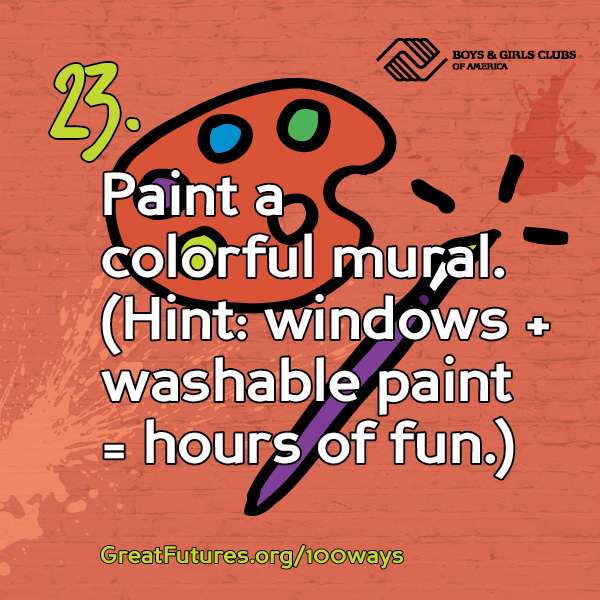 BOYS & GIRLS CLUBS
OF AMERICA
23.
Paint a
colorful mural.
(Hint: windows +
washable paint
= hours of fun.)
GreatFutures.org/100ways